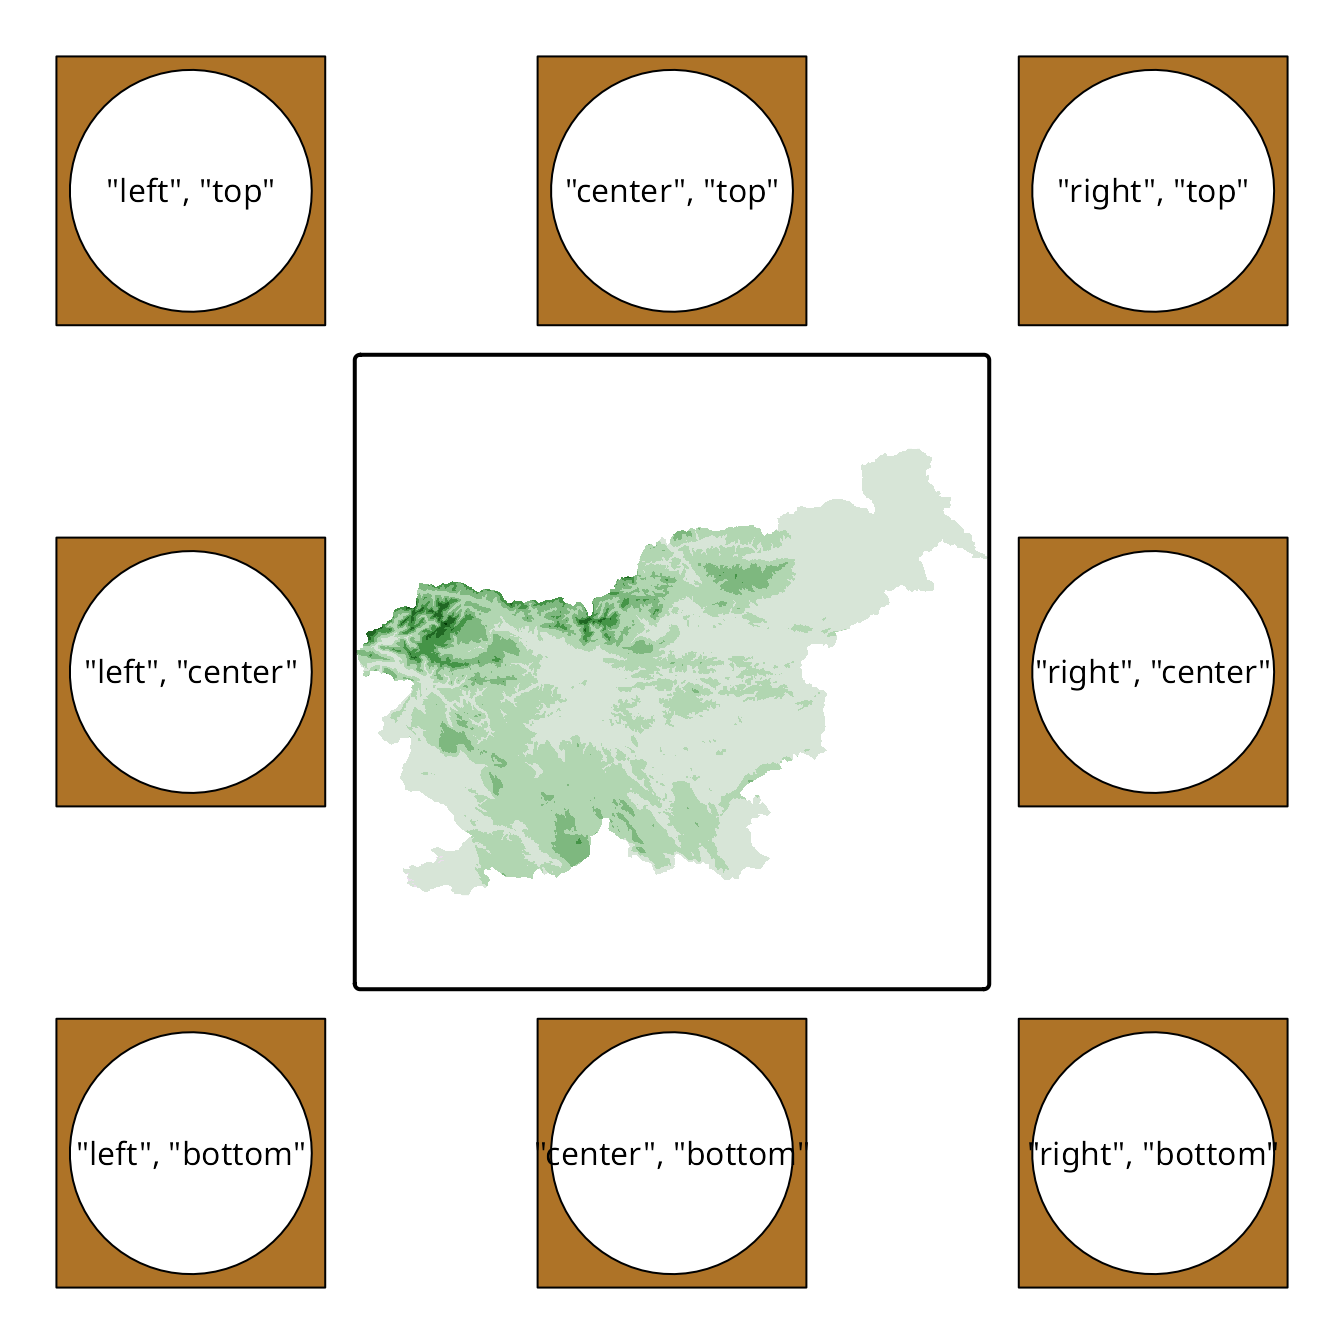 "left", "top"
"center", "top"
"right", "top"
"left", "center"
"right", "center"
"left", "bottom"
"center", "bottom"
"right", "bottom"